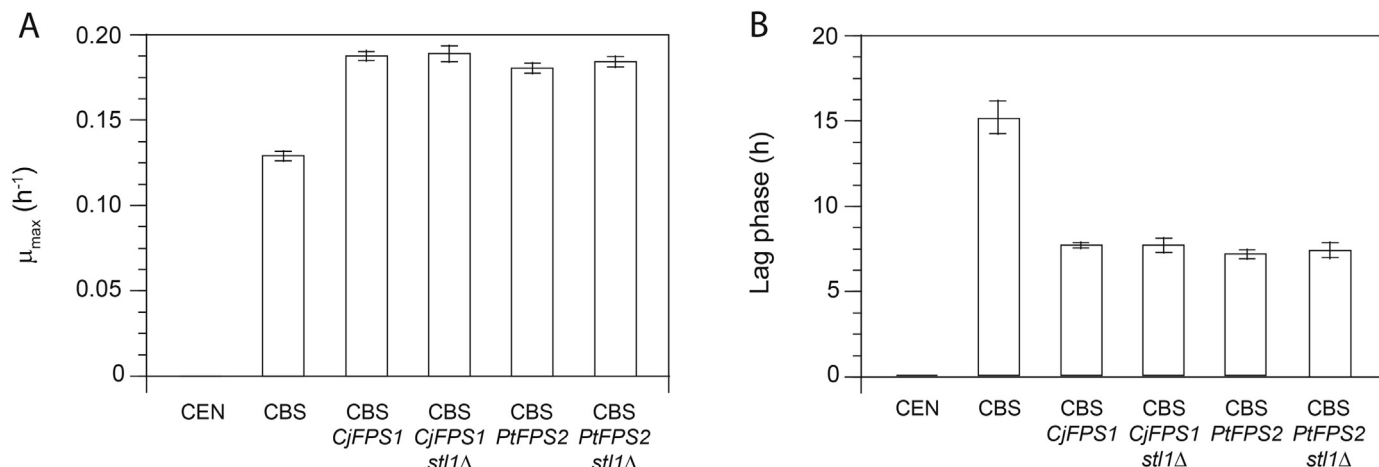 A
0.20
0.15
0.10
0.05
0
μmax (h-1)
CEN CBS CBS CBS CBS CBS
CjFPS1 CjFPS1 PtFPS2 PtFPS2
stl1Δ stl1Δ
B
20
15
10
5
0
Lag phase (h)
CEN CBS CBS CBS CBS CBS
CjFPS1 CjFPS1 PtFPS2 PtFPS2
stl1Δ stl1Δ